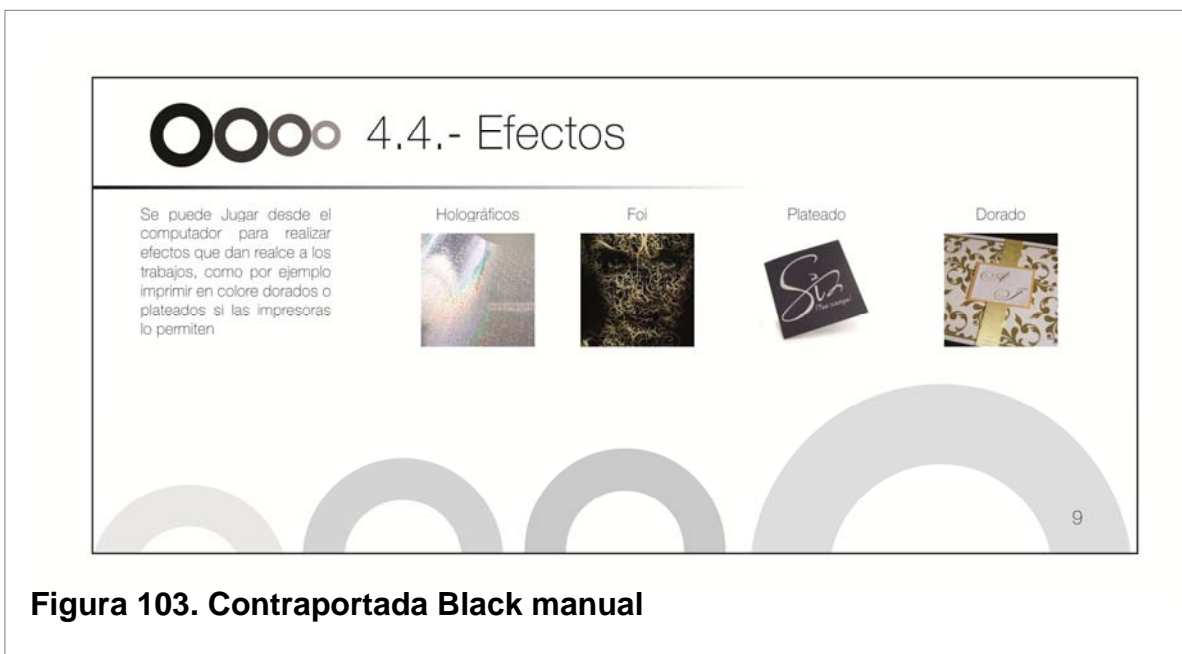 4.4.- Efectos
Se puede Jugar desde el
computador para realizar
efectos que dan realce a los
trabajos, como por ejemplo
imprimir en colore dorados o
plateados si las impresoras
lo permiten
Holográficos
Foi
Plateado
Dorado
Siz
A
J
9
Figura 103. Contraportada Black manual